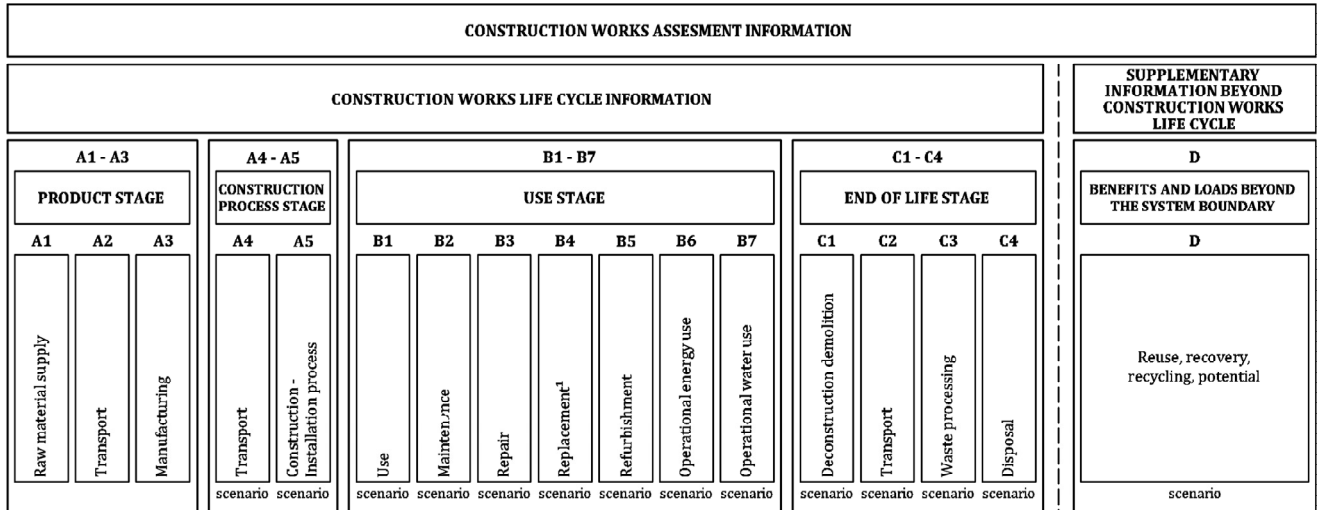 CONSTRUCTION WORKS ASSESMENT INFORMATION
CONSTRUCTION WORKS LIFE CYCLE INFORMATION
SUPPLEMENTARY
INFORMATION BEYOND
CONSTRUCTION WORKS
LIFE CYCLE
A1 - A3
PRODUCT STAGE
A1 A2 A3
Raw material supply
Transport
Manufacturing
A4 - A5
CONSTRUCTION
PROCESS STAGE
A4 A5
Transport
Construction -
Installation process
scenario scenario
B1 - B7
USE STAGE
B1 B2 B3 B4 B5 B6 B7
Use
Maintenance
Repair
Replacement¹
Refurbishment
Operational energy use
Operational water use
scenario scenario scenario scenario scenario scenario scenario
C1 - C4
END OF LIFE STAGE
C1 C2 C3 C4
Deconstruction demolition
Transport
Waste processing
Disposal
scenario scenario scenario scenario
D
BENEFITS AND LOADS BEYOND
THE SYSTEM BOUNDARY
D
Reuse, recovery,
recycling, potential
scenario